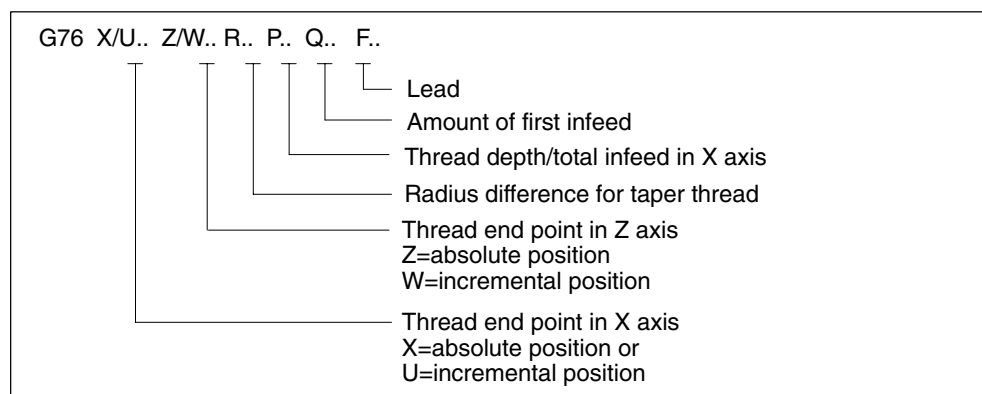 G76 X/U.. Z/W.. R.. P.. Q.. F..
Lead
Amount of first infeed
Thread depth/total infeed in X axis
Radius difference for taper thread
Thread end point in Z axis
Z=absolute position
W=incremental position
Thread end point in X axis
X=absolute position or
U=incremental position